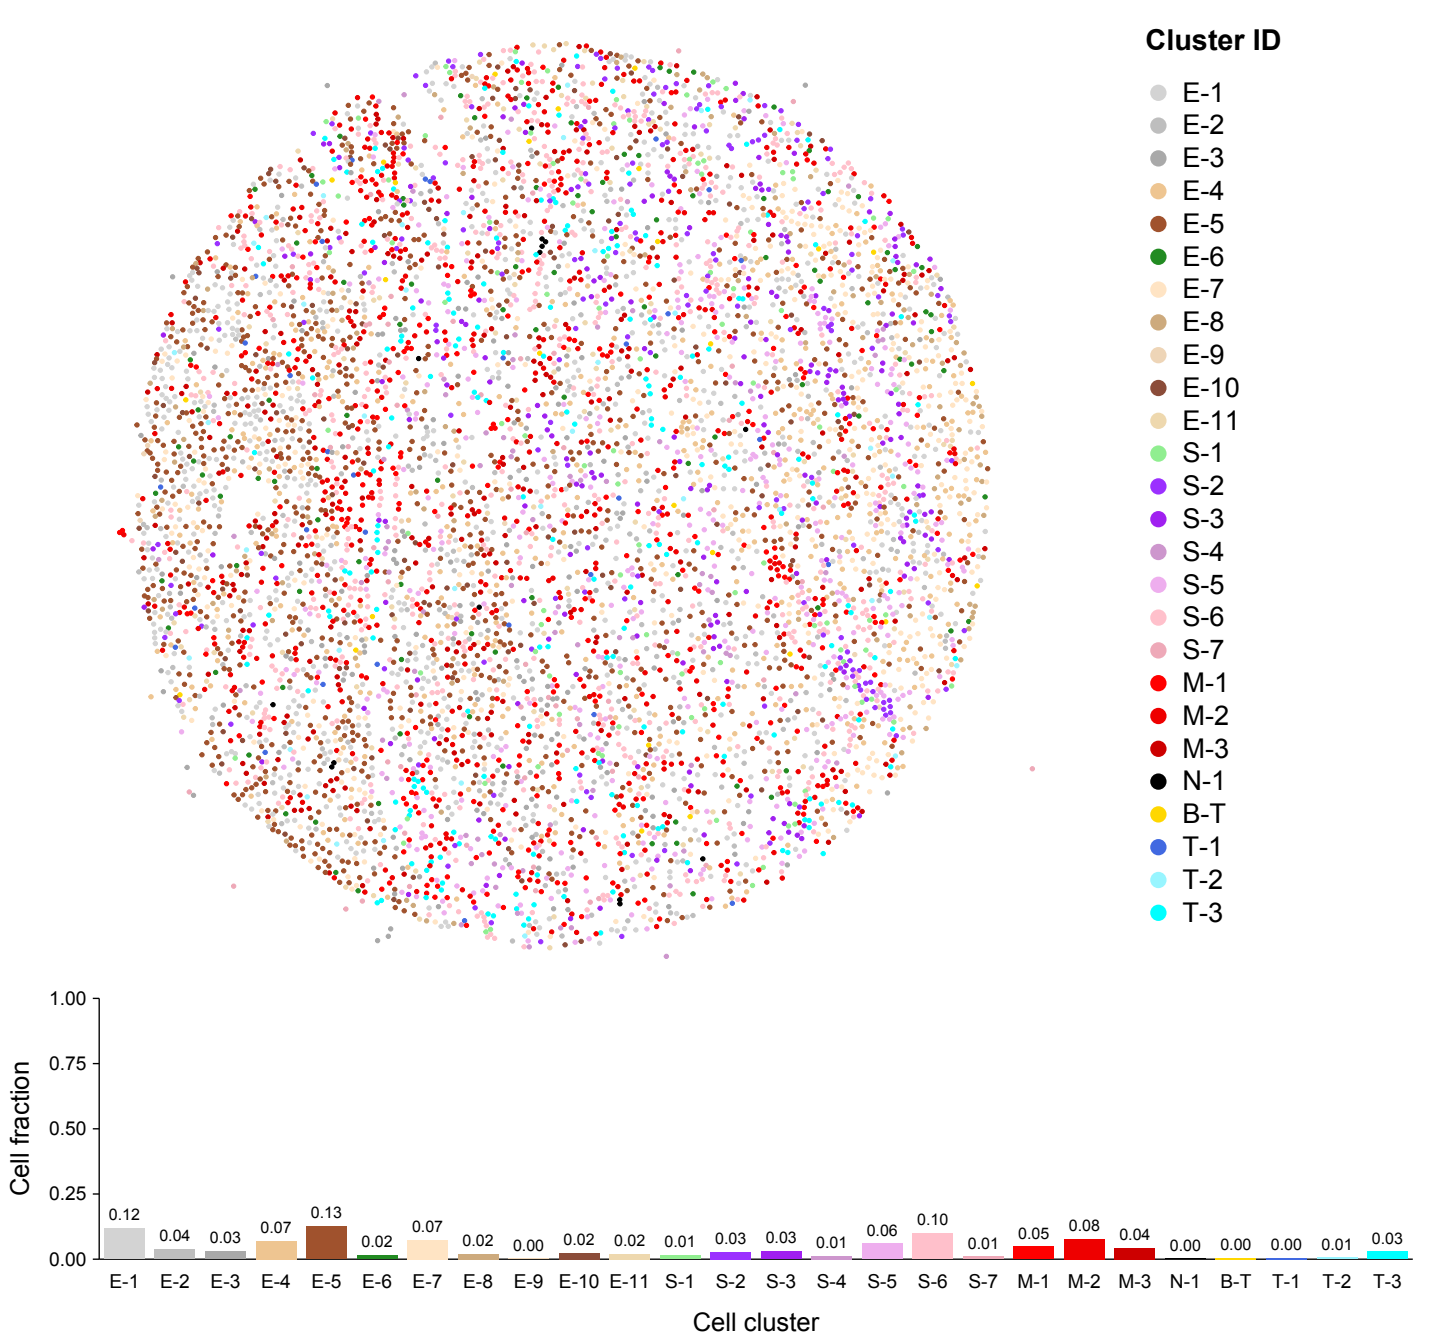 Cluster ID
E-1
E-2
E-3
E-4
E-5
E-6
E-7
E-8
E-9
E-10
E-11
S-1
S-2
S-3
S-4
S-5
S-6
S-7
M-1
M-2
M-3
N-1
B-T
T-1
T-2
T-3
Cell fraction
1.00
0.75
0.50
0.25
0.00
0.12 0.04 0.03 0.07 0.13 0.02 0.07 0.02 0.00 0.02 0.02 0.01 0.03 0.03 0.01 0.06 0.10 0.01 0.05 0.08 0.04 0.00 0.00 0.00 0.01 0.03
E-1 E-2 E-3 E-4 E-5 E-6 E-7 E-8 E-9 E-10 E-11 S-1 S-2 S-3 S-4 S-5 S-6 S-7 M-1 M-2 M-3 N-1 B-T T-1 T-2 T-3
Cell cluster